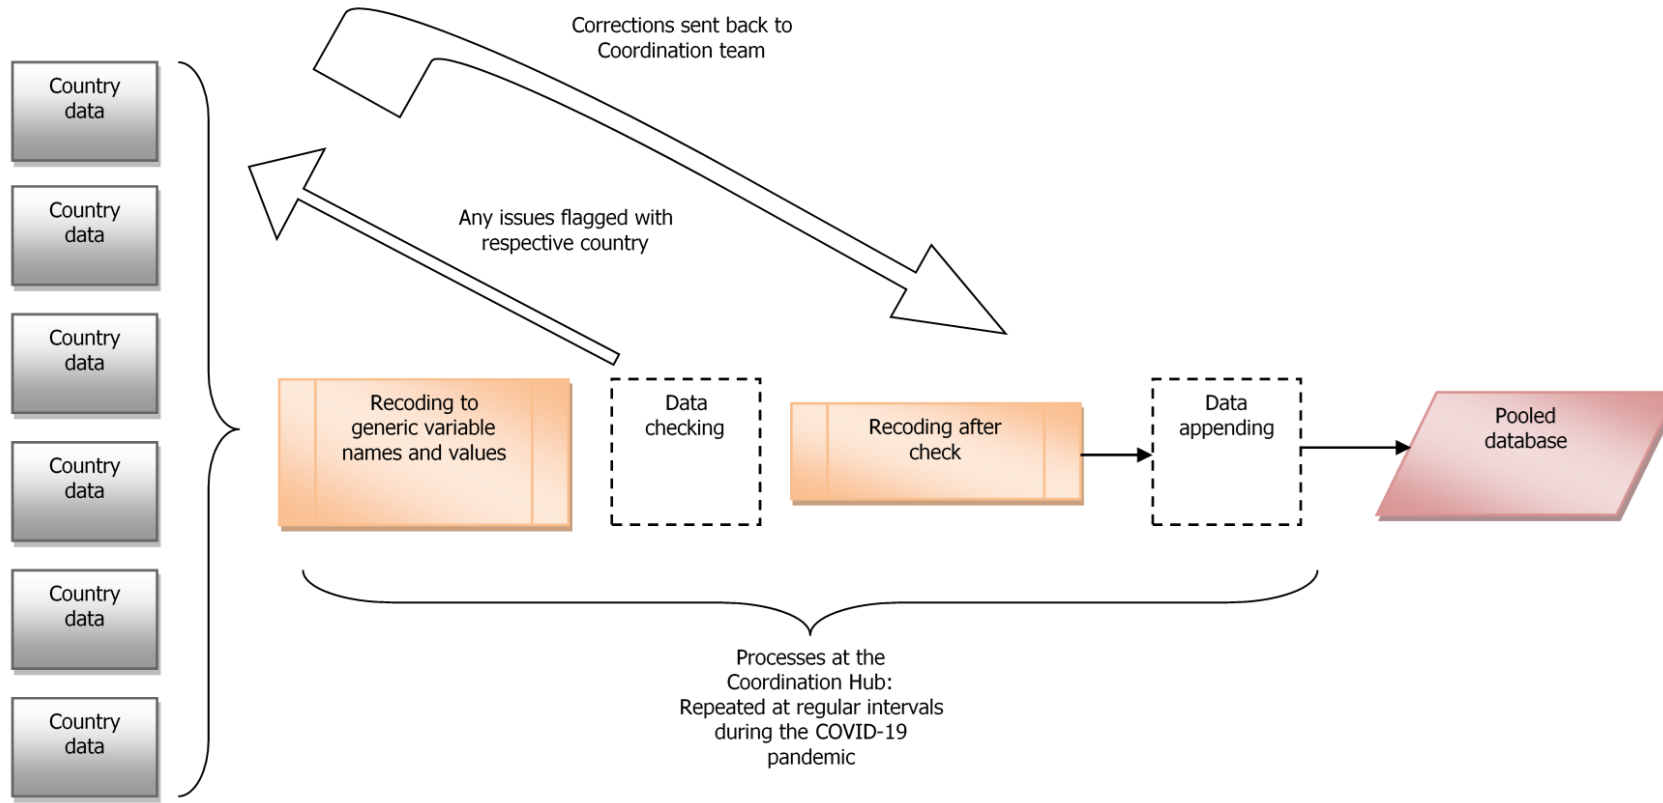 Corrections sent back to
Coordination team
Country
data
Country
data
Any issues flagged with
respective country
Country
data
Recoding to
generic variable
names and values
Data
checking
Recoding after
check
Data
appending
Pooled
database
Country
data
Country
data
Country
data
Processes at the
Coordination Hub:
Repeated at regular intervals
during the COVID-19
pandemic